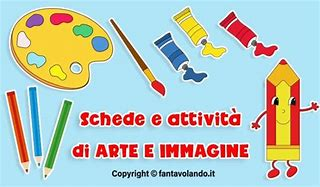 Schede e attività
di ARTE E IMMAGINE
Copyright © fantavolando.it